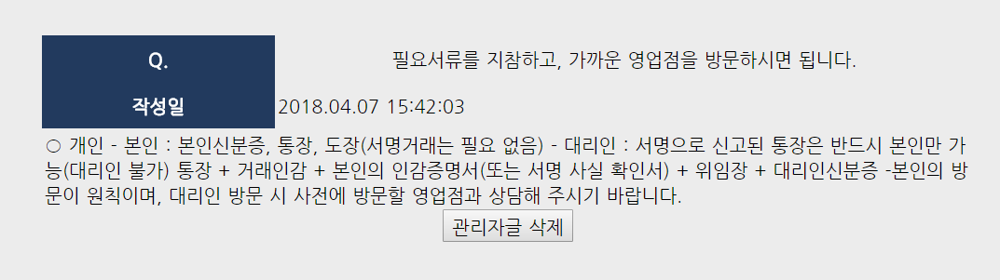 Q. 필요서류를 지참하고, 가까운 영업점을 방문하시면 됩니다.
작성일 2018.04.07 15:42:03
○ 개인 - 본인 : 본인신분증, 통장, 도장(서명거래는 필요 없음) - 대리인 : 서명으로 신고된 통장은 반드시 본인만 가
능(대리인 불가) 통장 + 거래인감 + 본인의 인감증명서(또는 서명 사실 확인서) + 위임장 + 대리인신분증 -본인의 방
문이 원칙이며, 대리인 방문 시 사전에 방문할 영업점과 상담해 주시기 바랍니다.
관리자글 삭제